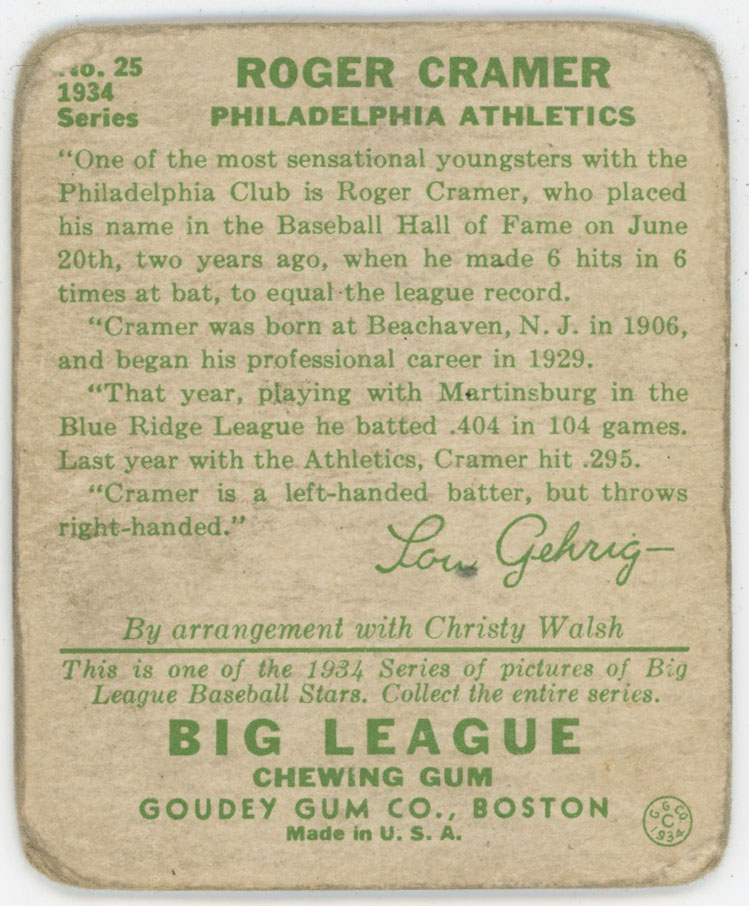 No. 25
1934
Series
ROGER CRAMER
PHILADELPHIA ATHLETICS
"One of the most sensational youngsters with the
Philadelphia Club is Roger Cramer, who placed
his name in the Baseball Hall of Fame on June
20th, two years ago, when he made 6 hits in 6
times at bat, to equal the league record.
"Cramer was born at Beachaven, N. J. in 1906,
and began his professional career in 1929.
"That year, playing with Martinsburg in the
Blue Ridge League he batted .404 in 104 games.
Last year with the Athletics, Cramer hit .295.
"Cramer is a left-handed batter, but throws
right-handed."
Lou Gehrig—
By arrangement with Christy Walsh
This is one of the 1934 Series of pictures of Big
League Baseball Stars. Collect the entire series.
BIG LEAGUE
CHEWING GUM
GOUDEY GUM CO., BOSTON
Made in U. S. A.
G. G. CO.
C
1934